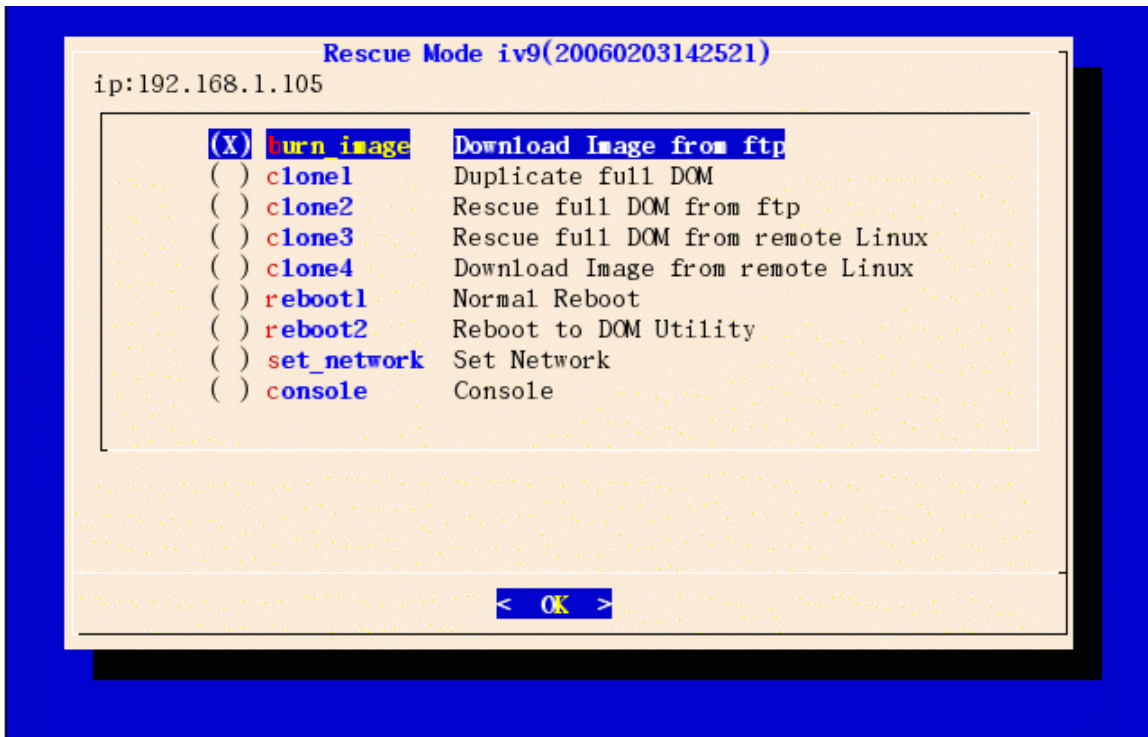 Rescue Mode iv9(20060203142521)
ip:192.168.1.105
(X) burn_image Download Image from ftp
( ) clone1 Duplicate full DOM
( ) clone2 Rescue full DOM from ftp
( ) clone3 Rescue full DOM from remote Linux
( ) clone4 Download Image from remote Linux
( ) reboot1 Normal Reboot
( ) reboot2 Reboot to DOM Utility
( ) set_network Set Network
( ) console Console
< OK >